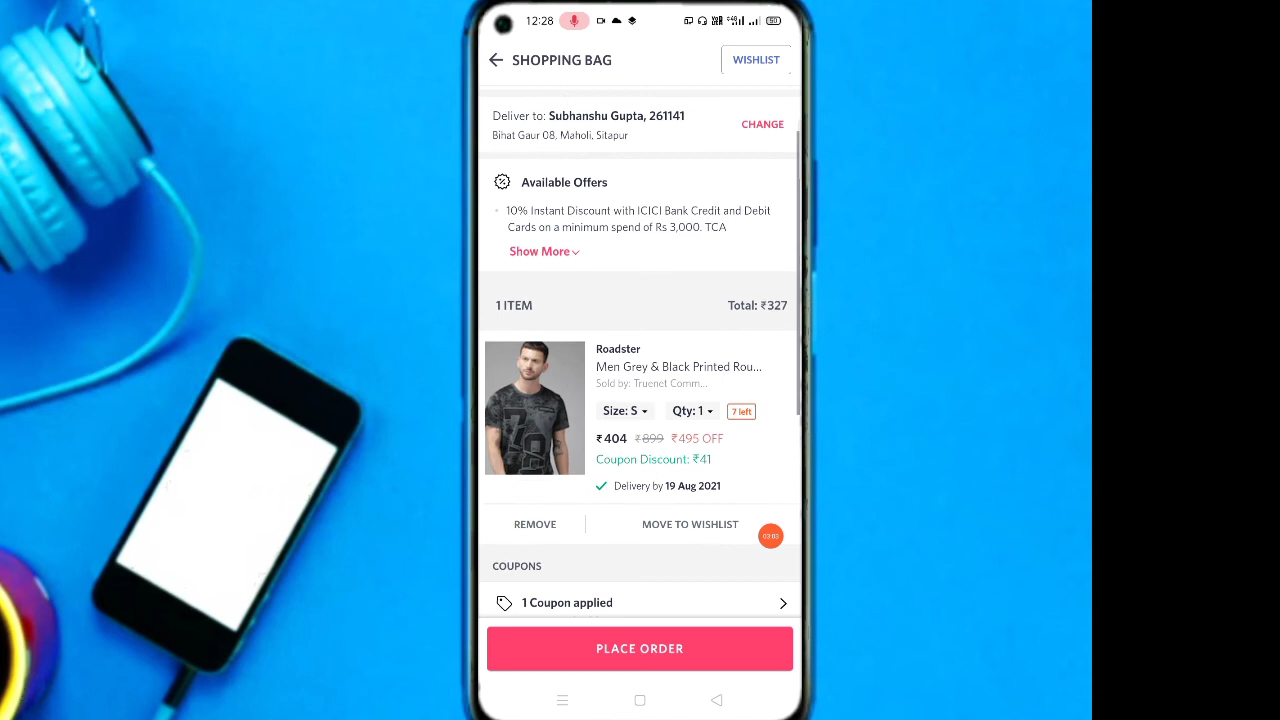 12:28
50
SHOPPING BAG
WISHLIST
Deliver to: Subhanshu Gupta, 261141
Bihat Gaur 08, Maholi, Sitapur
CHANGE
Available Offers
10% Instant Discount with ICICI Bank Credit and Debit
Cards on a minimum spend of Rs 3,000. TCA
Show More
1 ITEM
Total: ₹327
Roadster
Men Grey & Black Printed Rou...
Sold by: Truenet Comm...
Size: S
Qty: 1
7 left
₹404 ₹899 ₹495 OFF
Coupon Discount: ₹41
Delivery by 19 Aug 2021
REMOVE
MOVE TO WISHLIST
03:03
COUPONS
1 Coupon applied
PLACE ORDER